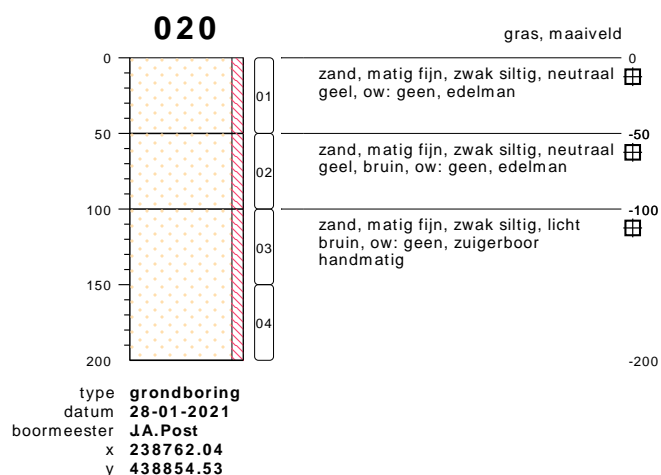 020
gras, maaiveld
0
0
zand, matig fijn, zwak siltig, neutraal
geel, ow: geen, edelman
01
50
-50
zand, matig fijn, zwak siltig, neutraal
geel, bruin, ow: geen, edelman
02
100
-100
zand, matig fijn, zwak siltig, licht
bruin, ow: geen, zuigerboor
handmatig
03
150
04
200
-200
type grondboring
datum 28-01-2021
boormeester J.A.Post
x 238762.04
y 438854.53